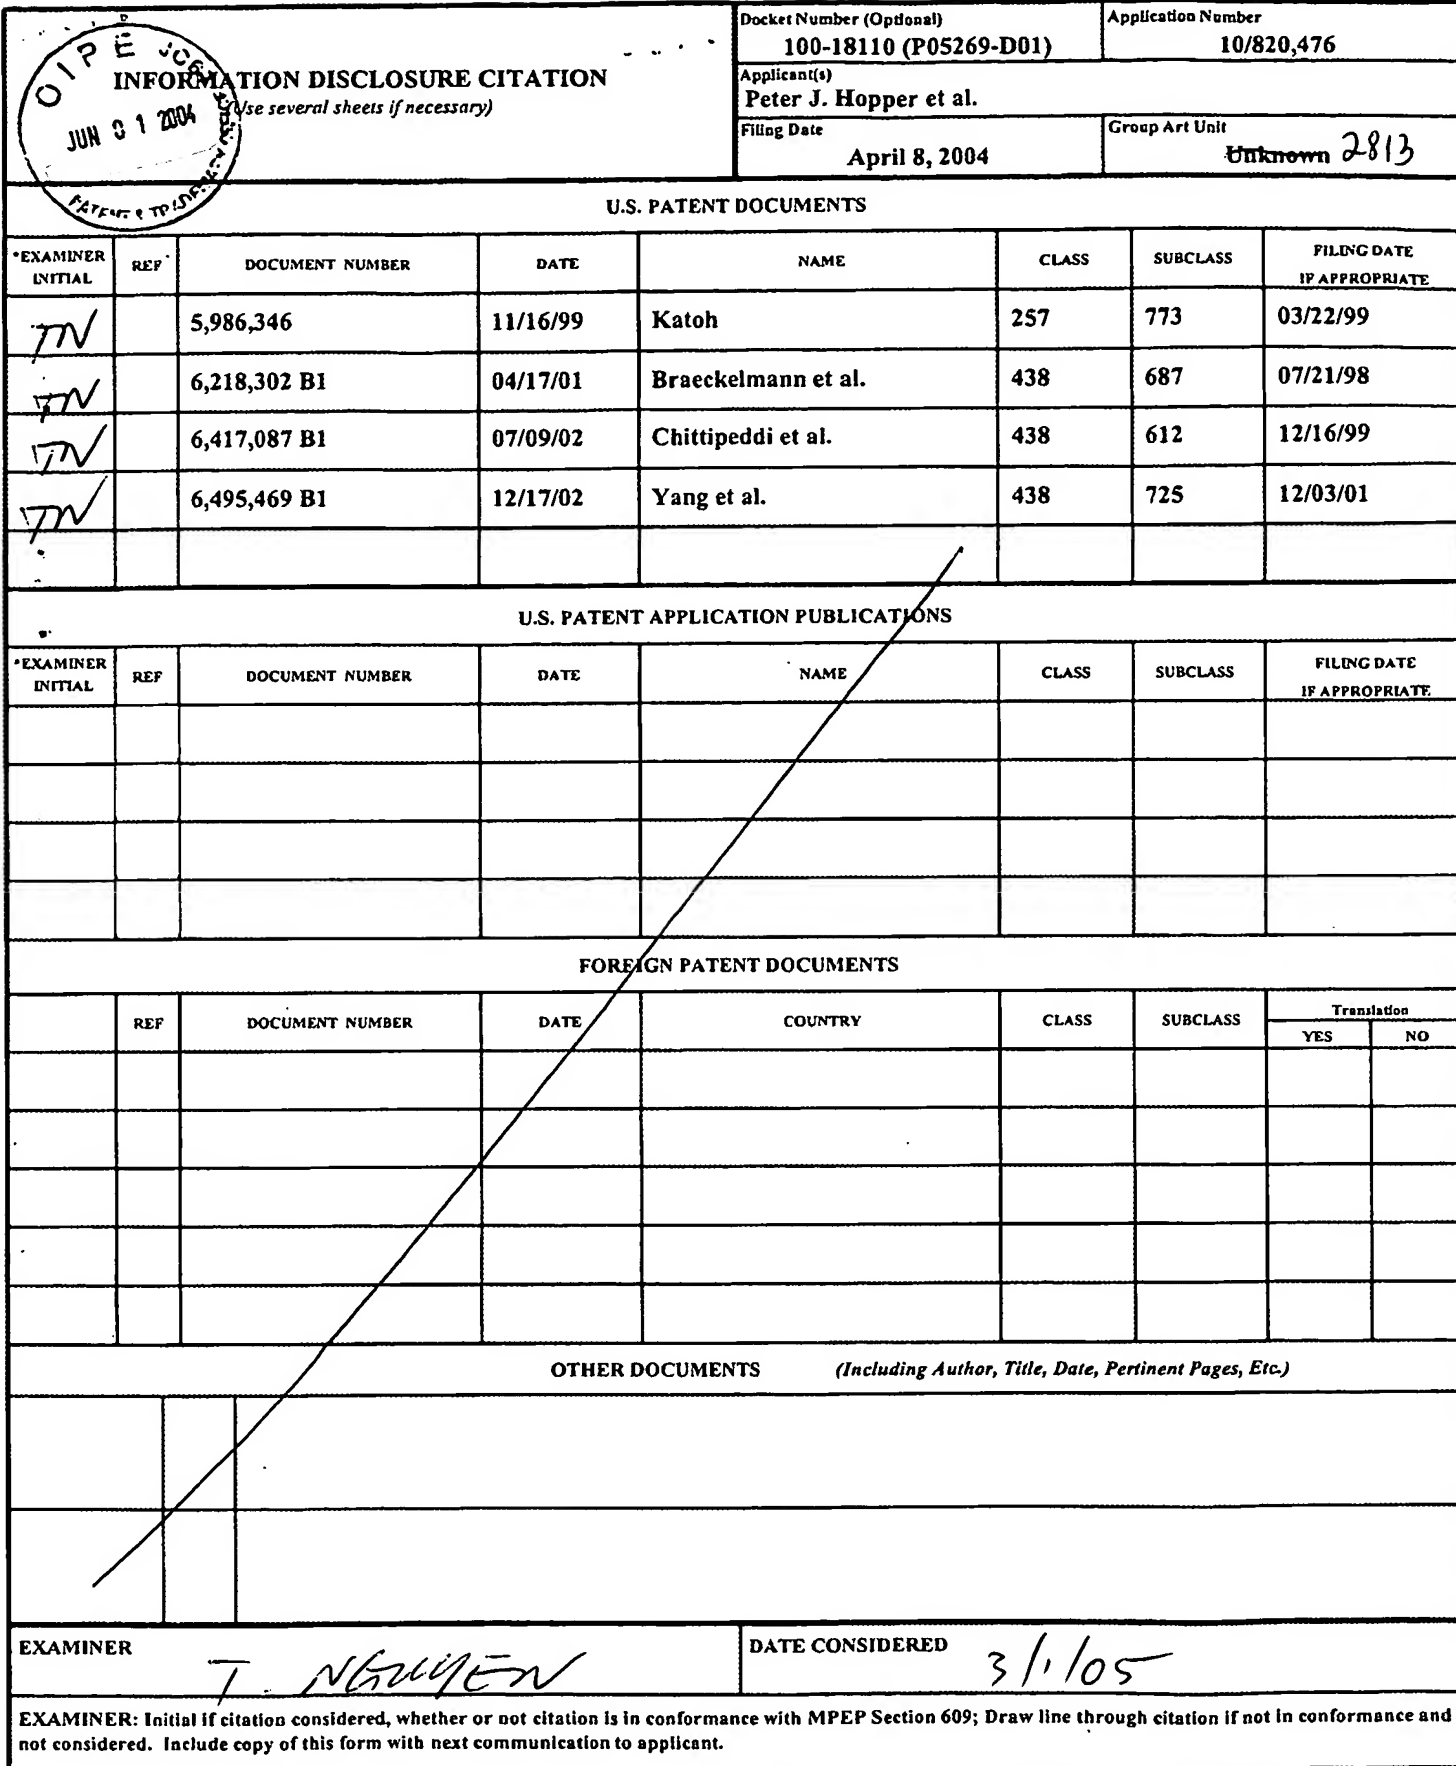 Docket Number (Optional)
100-18110 (P05269-D01)
Application Number
10/820,476
OIPE
JUN 01 2004
PATENT & TRADEMARK
INFORMATION DISCLOSURE CITATION
(Use several sheets if necessary)
Applicant(s)
Peter J. Hopper et al.
Filing Date
April 8, 2004
Group Art Unit
Unknown 2813
U.S. PATENT DOCUMENTS
*EXAMINER INITIAL REF DOCUMENT NUMBER DATE NAME CLASS SUBCLASS FILING DATE IF APPROPRIATE
TN 5,986,346 11/16/99 Katoh 257 773 03/22/99
TN 6,218,302 B1 04/17/01 Braeckelmann et al. 438 687 07/21/98
TN 6,417,087 B1 07/09/02 Chittipeddi et al. 438 612 12/16/99
TN 6,495,469 B1 12/17/02 Yang et al. 438 725 12/03/01
U.S. PATENT APPLICATION PUBLICATIONS
*EXAMINER INITIAL REF DOCUMENT NUMBER DATE NAME CLASS SUBCLASS FILING DATE IF APPROPRIATE
FOREIGN PATENT DOCUMENTS
REF DOCUMENT NUMBER DATE COUNTRY CLASS SUBCLASS Translation
YES NO
OTHER DOCUMENTS (Including Author, Title, Date, Pertinent Pages, Etc.)
EXAMINER T. NGUYEN
DATE CONSIDERED 3/1/05
EXAMINER: Initial if citation considered, whether or not citation is in conformance with MPEP Section 609; Draw line through citation if not in conformance and
not considered. Include copy of this form with next communication to applicant.